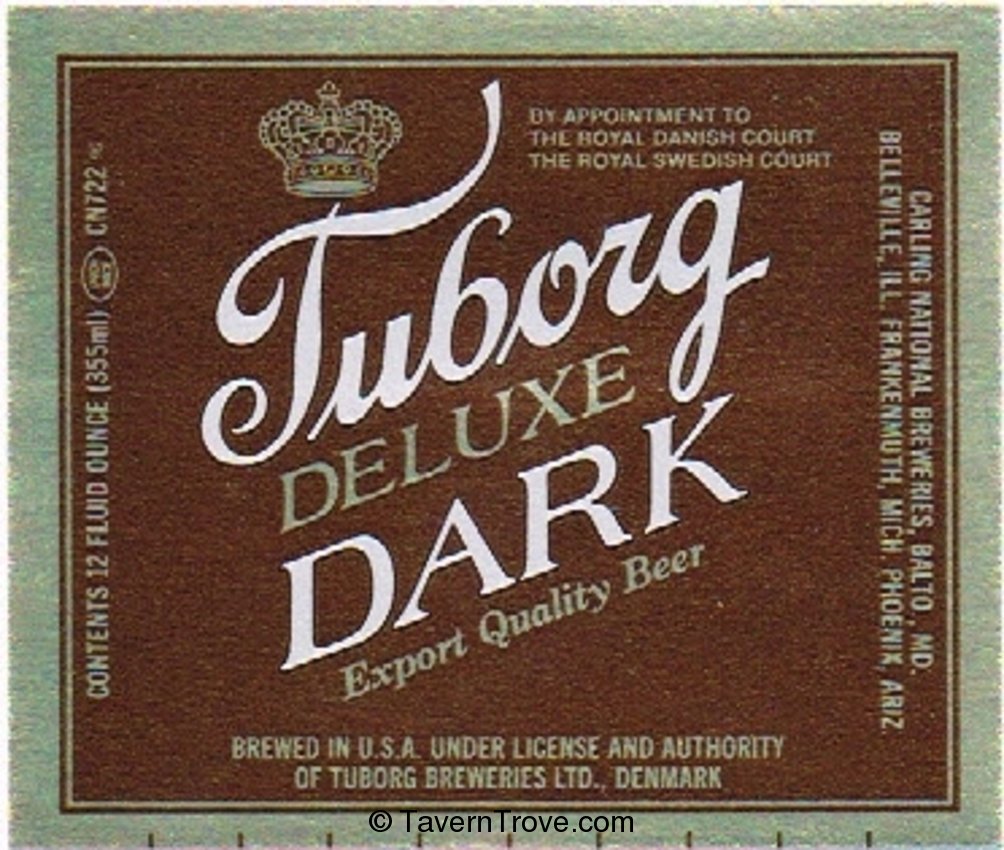 BY APPOINTMENT TO
THE ROYAL DANISH COURT
THE ROYAL SWEDISH COURT
Tuborg
DELUXE
DARK
Export Quality Beer
BREWED IN U.S.A. UNDER LICENSE AND AUTHORITY
OF TUBORG BREWERIES LTD., DENMARK
CONTENTS 12 FLUID OUNCE (355ml) CN722
CARLING NATIONAL BREWERIES, BALTO., MD.
BELLEVILLE, ILL. FRANKENMUTH, MICH. PHOENIX, ARIZ.
© TavernTrove.com